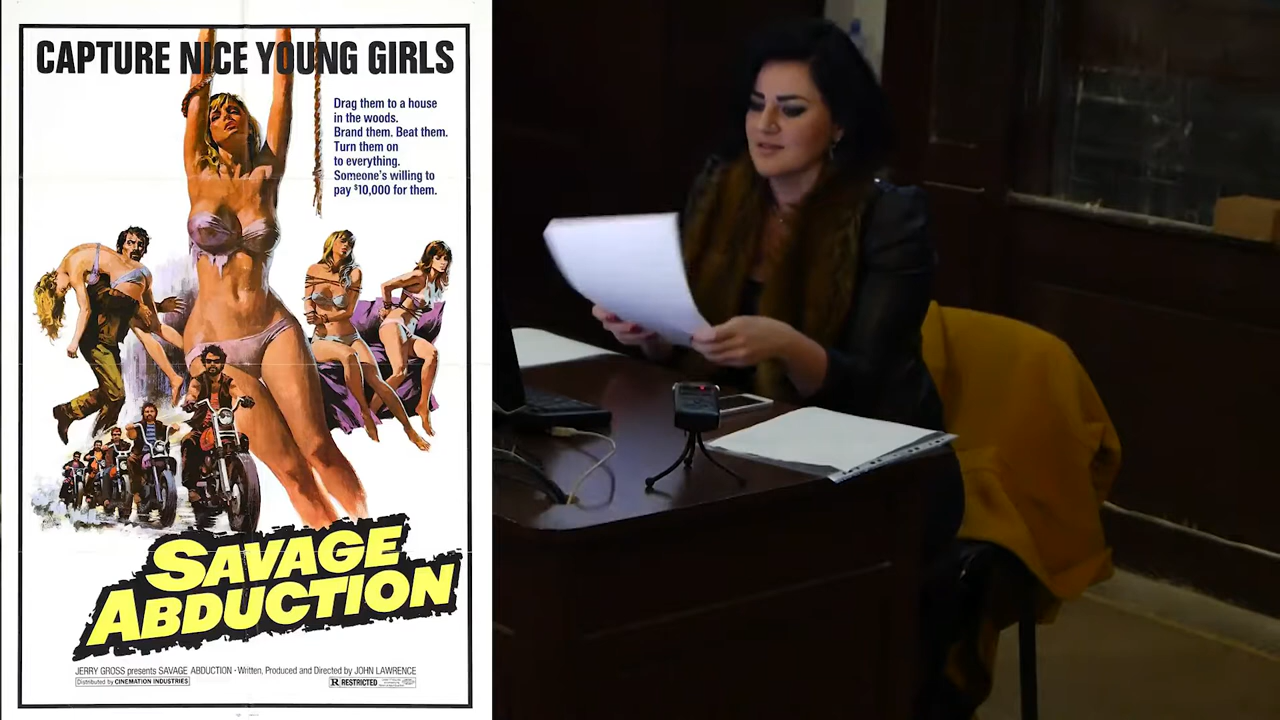 CAPTURE NICE YOUNG GIRLS
Drag them to a house
in the woods.
Brand them. Beat them.
Turn them on
to everything.
Someone's willing to
pay $10,000 for them.
SAVAGE
ABDUCTION
JERRY GROSS presents SAVAGE ABDUCTION • Written, Produced and Directed by JOHN LAWRENCE
Distributed by CINEMATION INDUSTRIES
R RESTRICTED